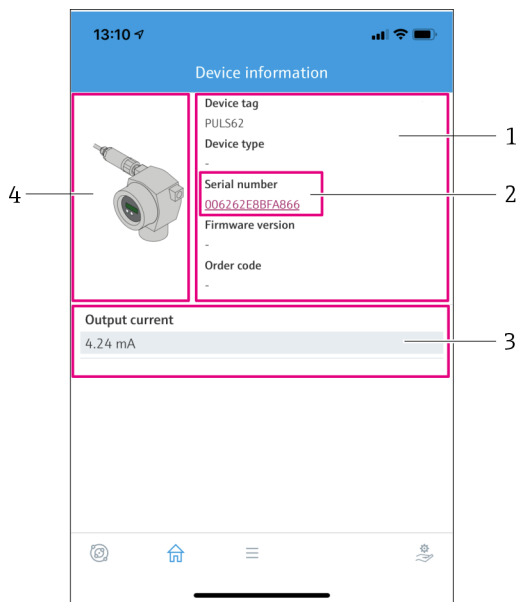 13:10
Device information
Device tag
PULS62
Device type
-
Serial number
006262E8BFA866
Firmware version
-
Order code
-
Output current
4.24 mA
1
2
3
4